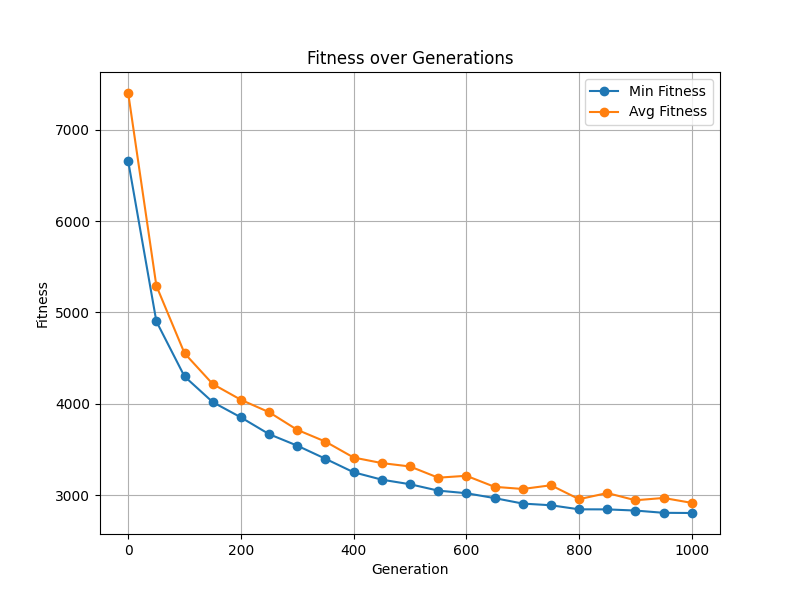 Fitness over Generations
Min Fitness
Avg Fitness
7000
6000
5000
4000
3000
Fitness
0 200 400 600 800 1000
Generation